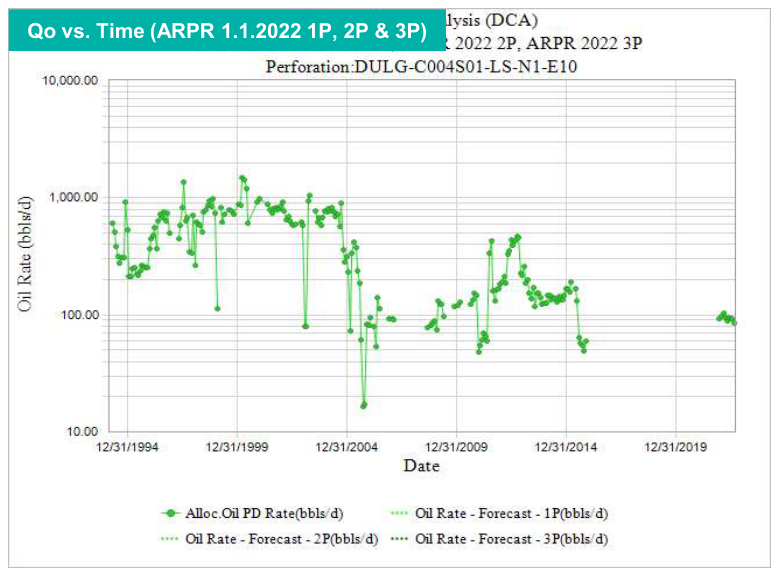 Qo vs. Time (ARPR 1.1.2022 1P, 2P & 3P)
(DCA)
2022 2P, ARPR 2022 3P
Perforation:DULG-C004S01-LS-N1-E10
10,000.00
1,000.00
100.00
10.00
Oil Rate (bbls/d)
12/31/1994 12/31/1999 12/31/2004 12/31/2009 12/31/2014 12/31/2019
Date
Alloc.Oil PD Rate(bbls/d) Oil Rate - Forecast - 1P(bbls/d)
Oil Rate - Forecast - 2P(bbls/d) Oil Rate - Forecast - 3P(bbls/d)